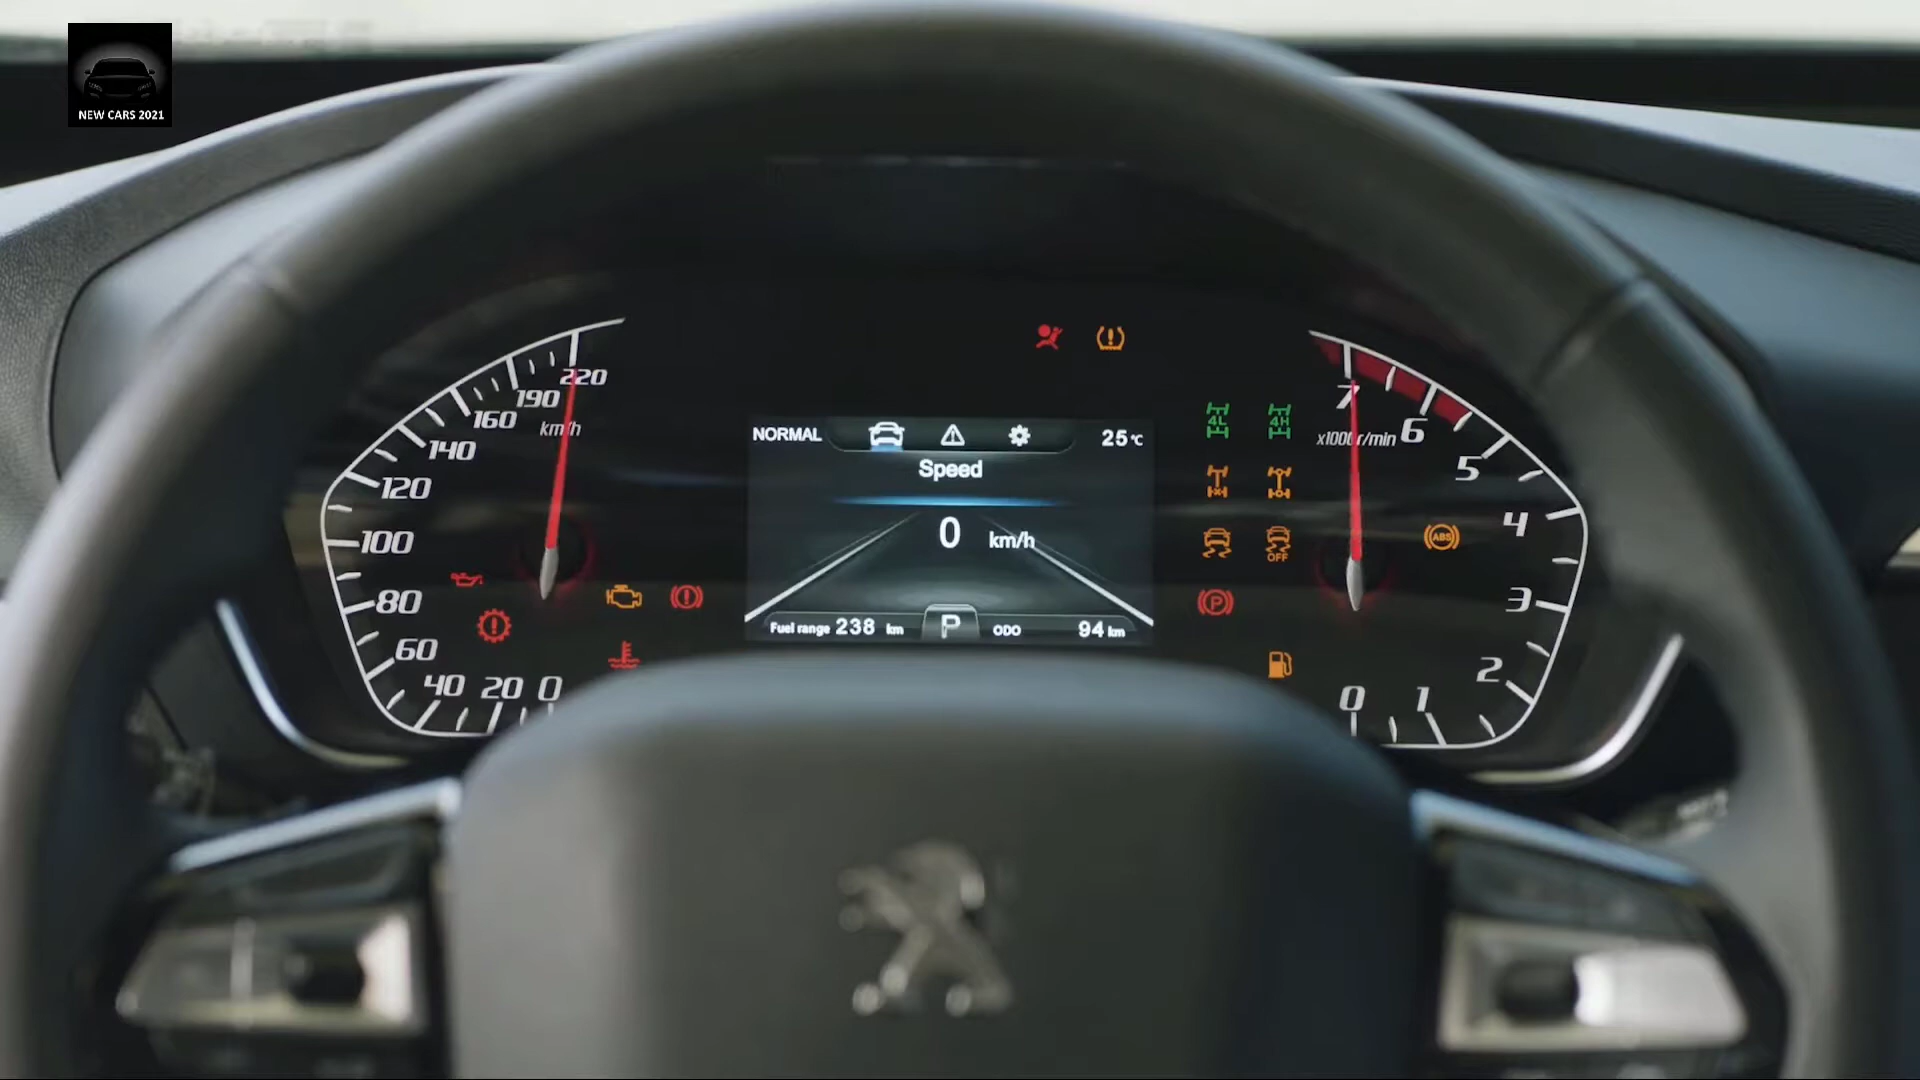 NEW CARS 2021
220
190
160
140
120
100
80
60
40
20
0
km/h
NORMAL
25°C
Speed
0 km/h
Fuel range 238 km
P
ODO 94 km
4L
4H
OFF
P
ABS
7
6
5
4
3
2
1
0
x1000r/min